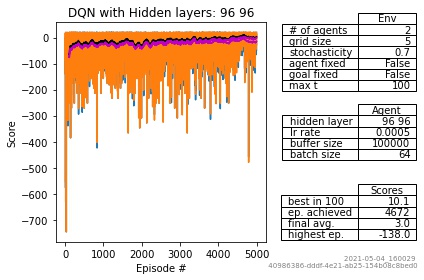 DQN with Hidden layers: 96 96
0
−100
−200
−300
−400
−500
−600
−700
Score
0 1000 2000 3000 4000 5000
Episode #
Env
# of agents 2
grid size 5
stochasticity 0.7
agent fixed False
goal fixed False
max t 100
Agent
hidden layer 96 96
lr rate 0.0005
buffer size 100000
batch size 64
Scores
best in 100 10.1
ep. achieved 4672
final avg. 3.0
highest ep. -138.0
2021-05-04_160029
40986386-dddf-4e21-ab25-154b08c8bed0